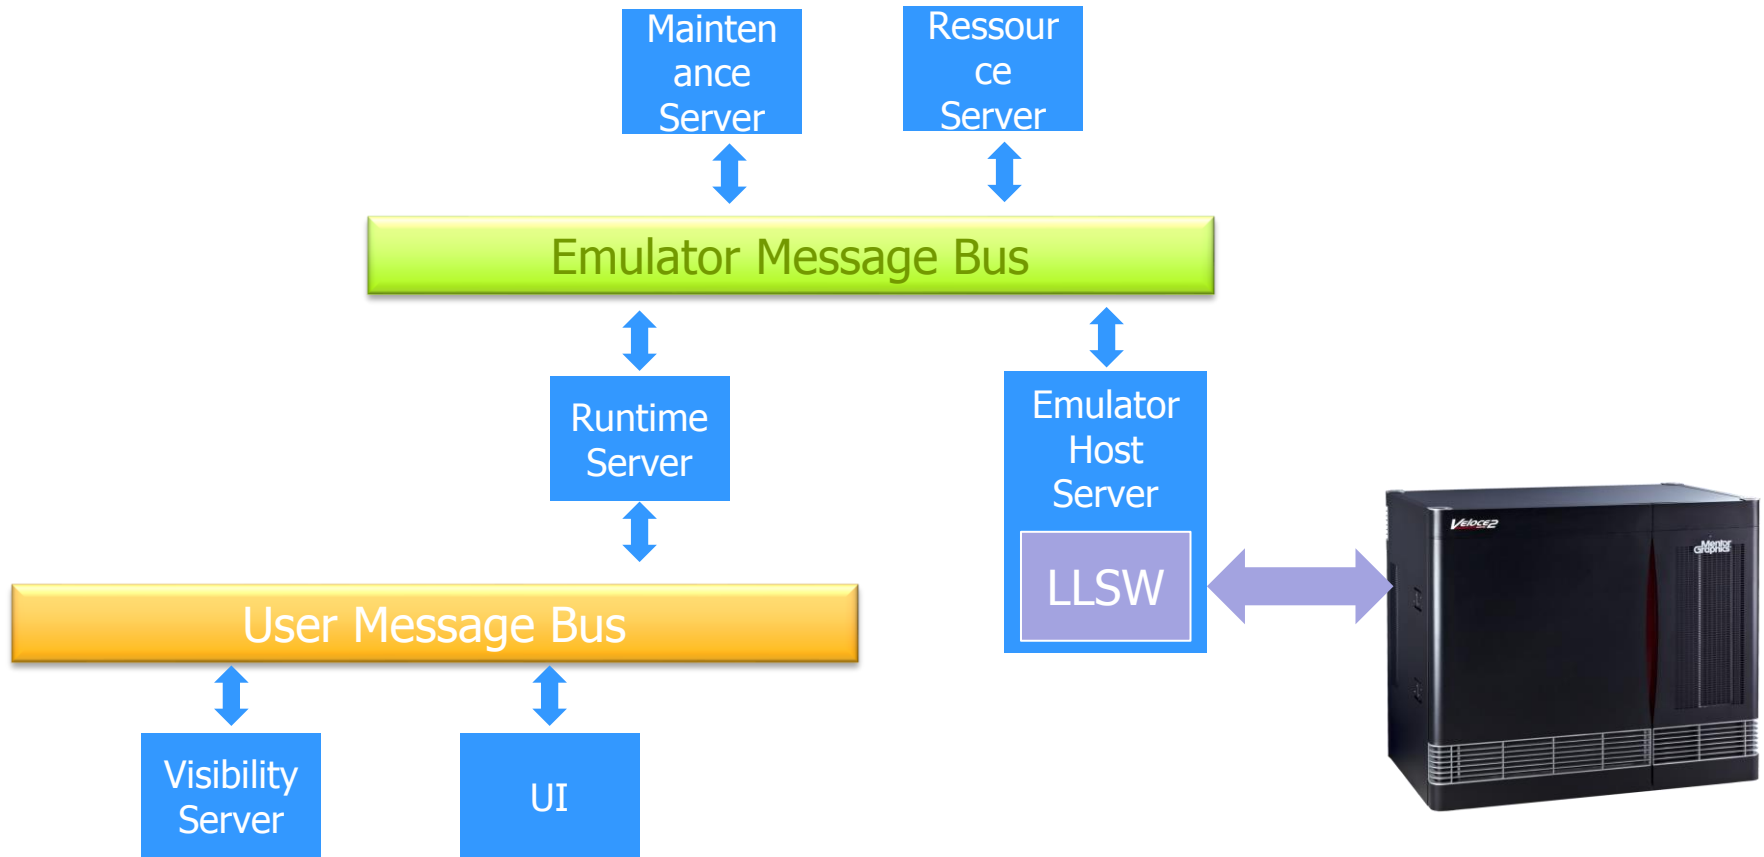 Mainten
ance
Server
Ressour
ce
Server
Emulator Message Bus
Runtime
Server
Emulator
Host
Server
LLSW
Veloce2
Mentor
Graphics
User Message Bus
Visibility
Server
UI